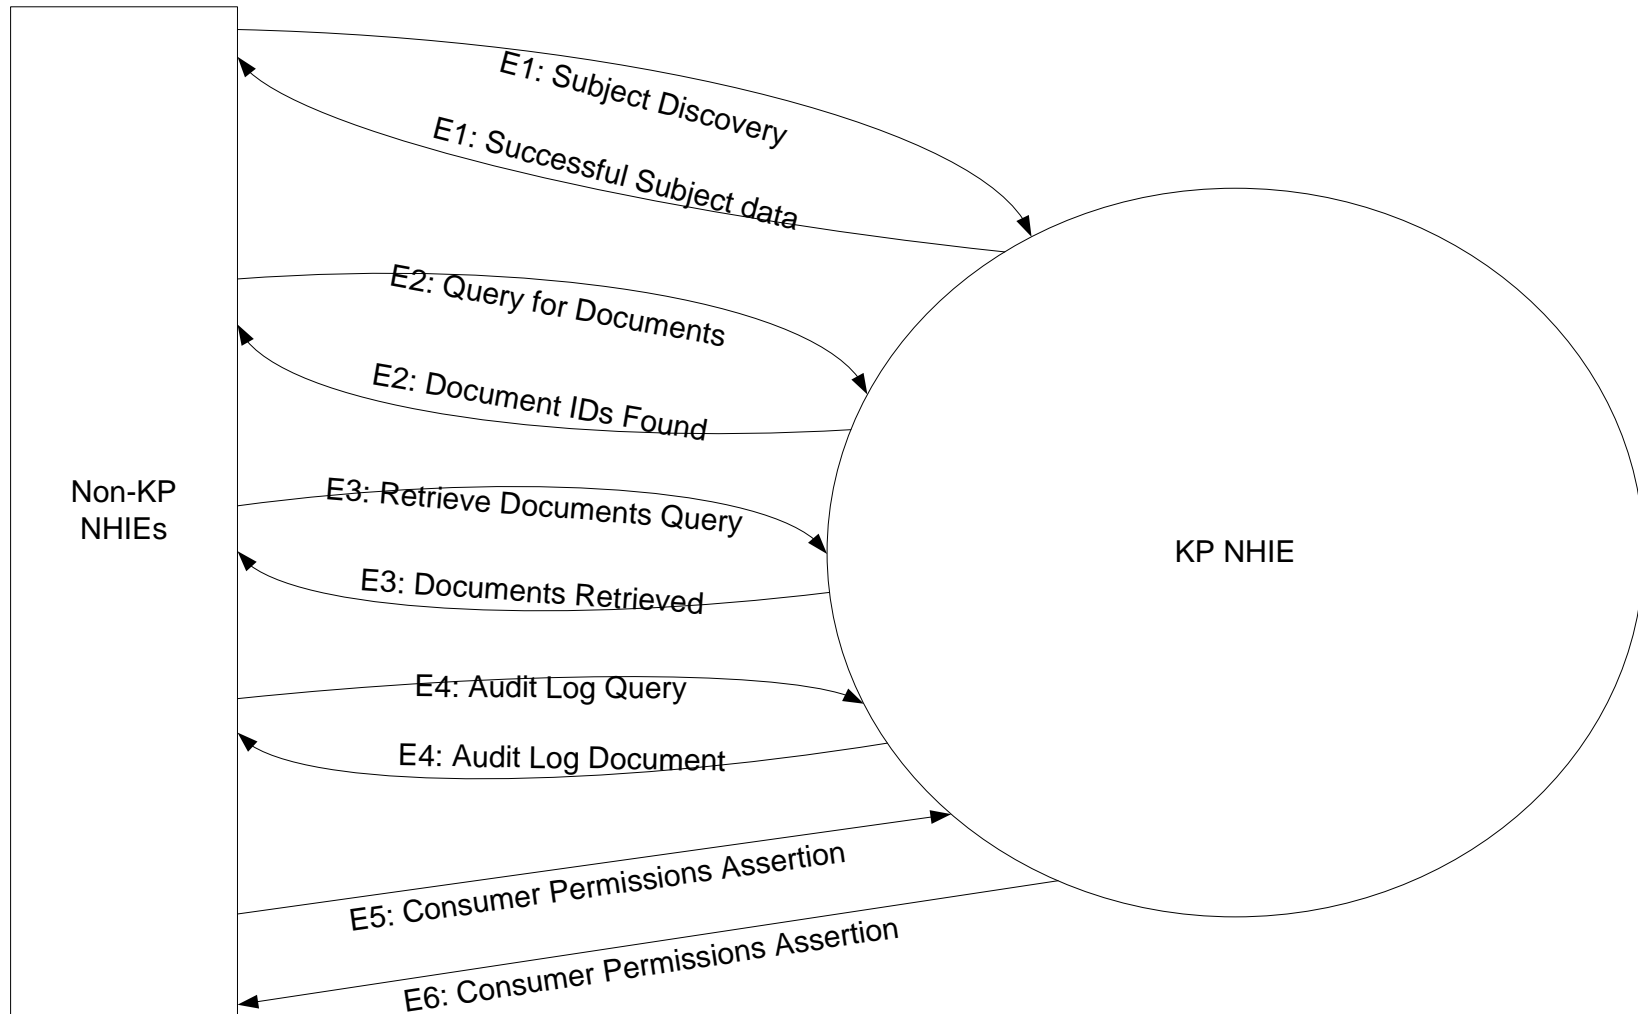 E1: Subject Discovery
E1: Successful Subject data
E2: Query for Documents
E2: Document IDs Found
Non-KP
NHIEs
E3: Retrieve Documents Query
KP NHIE
E3: Documents Retrieved
E4: Audit Log Query
E4: Audit Log Document
E5: Consumer Permissions Assertion
E6: Consumer Permissions Assertion